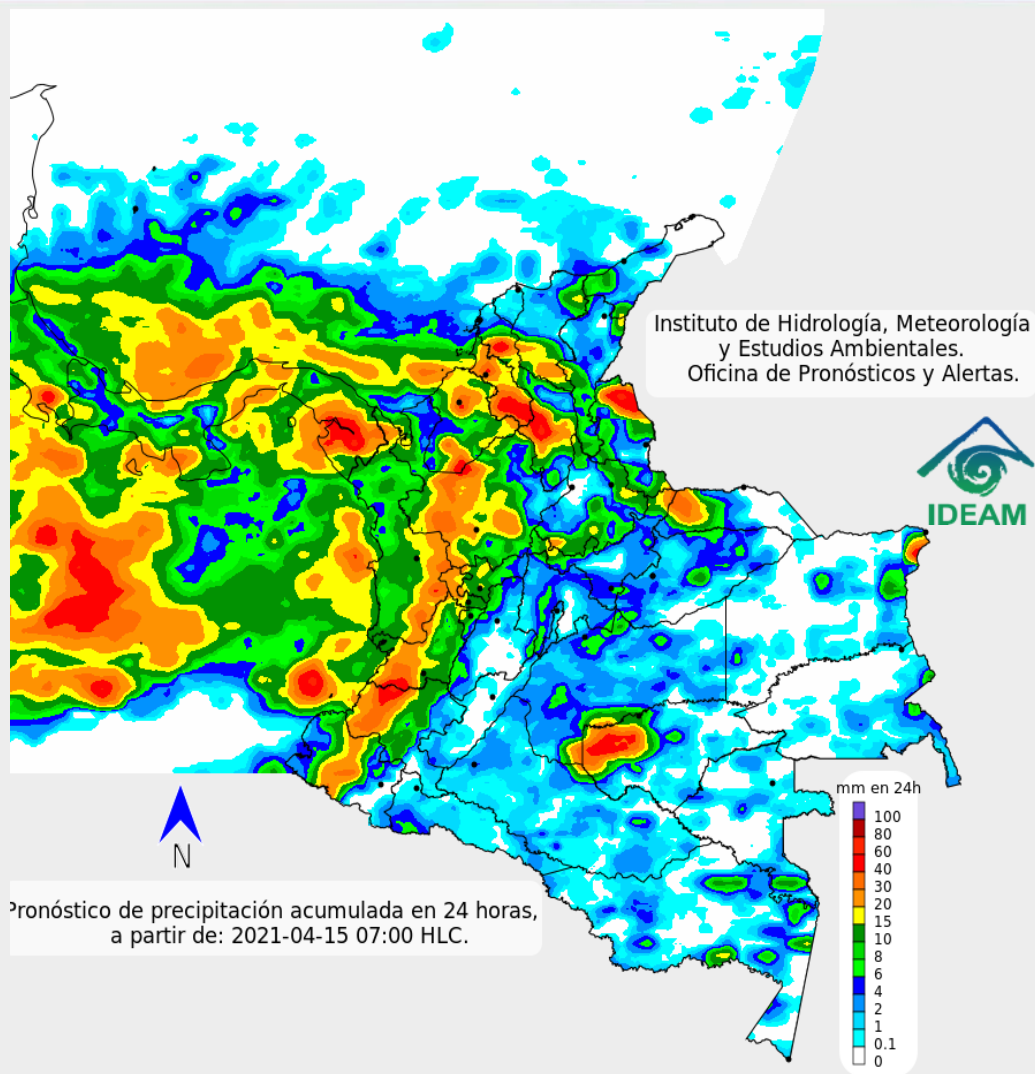 Instituto de Hidrología, Meteorología
y Estudios Ambientales.
Oficina de Pronósticos y Alertas.
IDEAM
mm en 24h
100
80
60
40
30
20
15
10
8
6
4
2
1
0.1
0
N
Pronóstico de precipitación acumulada en 24 horas,
a partir de: 2021-04-15 07:00 HLC.